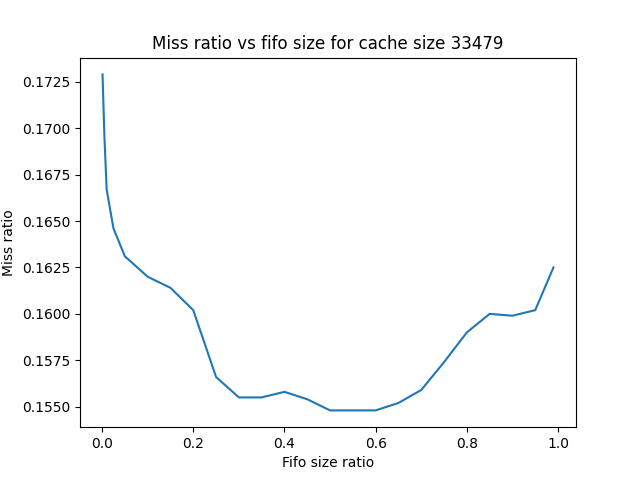 Miss ratio vs fifo size for cache size 33479
0.1725
0.1700
0.1675
0.1650
0.1625
0.1600
0.1575
0.1550
Miss ratio
0.0 0.2 0.4 0.6 0.8 1.0
Fifo size ratio